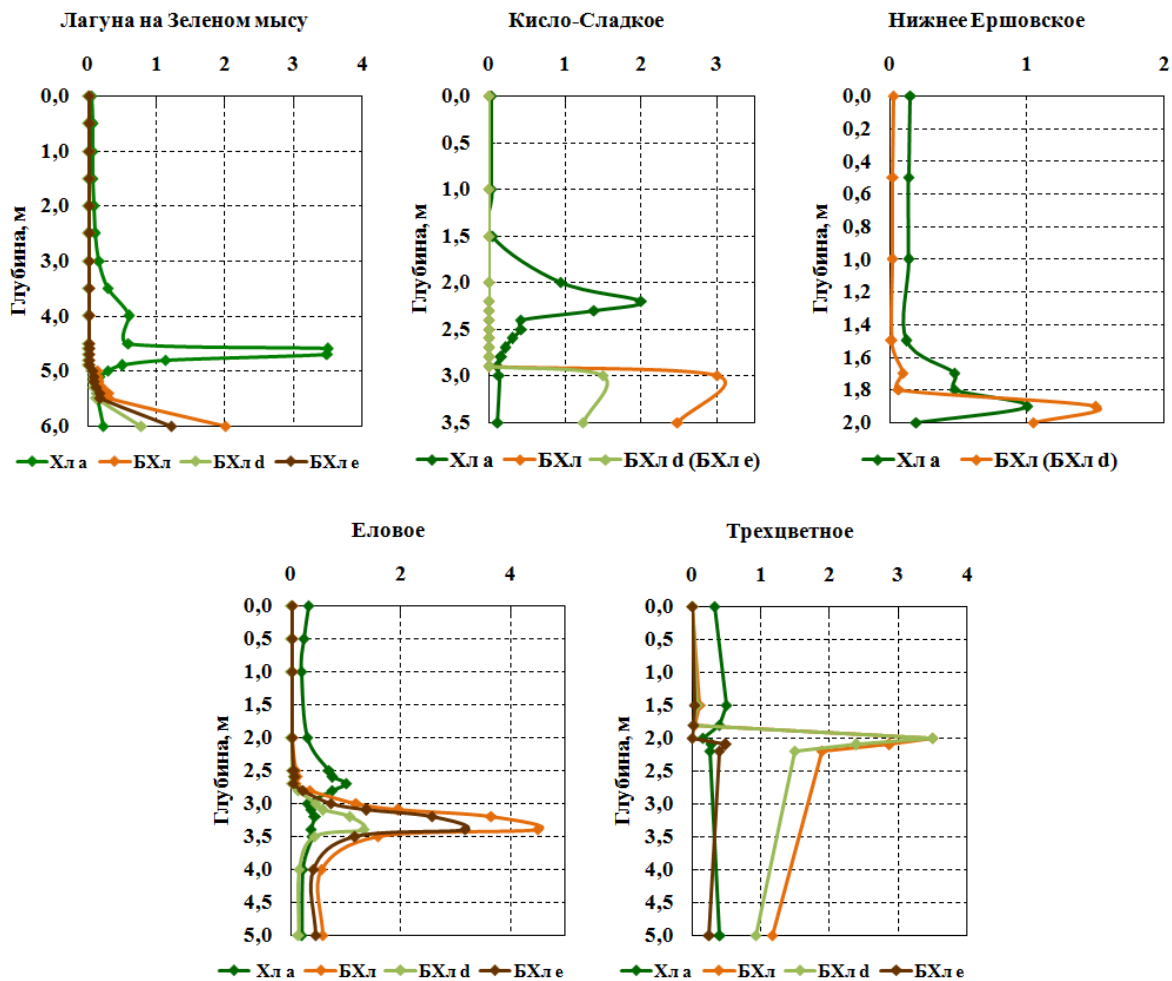 Лагуна на Зеленом мысу
0 1 2 3 4
Глубина, м
0,0
1,0
2,0
3,0
4,0
5,0
6,0
Хл a БХл БХл d БХл e
Кисло-Сладкое
0 1 2 3
Глубина, м
0,0
0,5
1,0
1,5
2,0
2,5
3,0
3,5
Хл a БХл БХл d (БХл e)
Нижнее Ершовское
0 1 2
Глубина, м
0,0
0,2
0,4
0,6
0,8
1,0
1,2
1,4
1,6
1,8
2,0
Хл a БХл (БХл d)
Еловое
0 2 4
Глубина, м
0,0
0,5
1,0
1,5
2,0
2,5
3,0
3,5
4,0
4,5
5,0
Хл a БХл БХл d БХл e
Трехцветное
0 1 2 3 4
Глубина, м
0,0
0,5
1,0
1,5
2,0
2,5
3,0
3,5
4,0
4,5
5,0
Хл a БХл БХл d БХл e